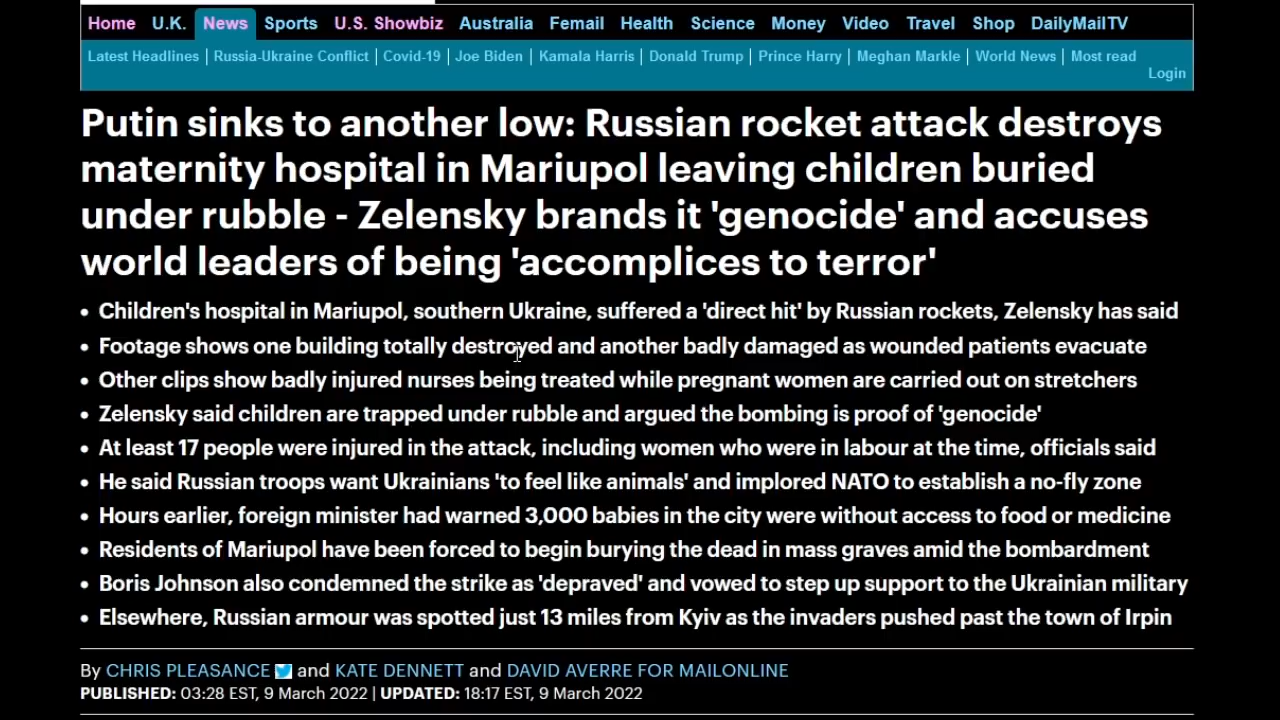 Home U.K. News Sports U.S. Showbiz Australia Femail Health Science Money Video Travel Shop DailyMailTV
Latest Headlines | Russia-Ukraine Conflict | Covid-19 | Joe Biden | Kamala Harris | Donald Trump | Prince Harry | Meghan Markle | World News | Most read
Login
Putin sinks to another low: Russian rocket attack destroys
maternity hospital in Mariupol leaving children buried
under rubble - Zelensky brands it 'genocide' and accuses
world leaders of being 'accomplices to terror'
• Children's hospital in Mariupol, southern Ukraine, suffered a 'direct hit' by Russian rockets, Zelensky has said
• Footage shows one building totally destroyed and another badly damaged as wounded patients evacuate
• Other clips show badly injured nurses being treated while pregnant women are carried out on stretchers
• Zelensky said children are trapped under rubble and argued the bombing is proof of 'genocide'
• At least 17 people were injured in the attack, including women who were in labour at the time, officials said
• He said Russian troops want Ukrainians 'to feel like animals' and implored NATO to establish a no-fly zone
• Hours earlier, foreign minister had warned 3,000 babies in the city were without access to food or medicine
• Residents of Mariupol have been forced to begin burying the dead in mass graves amid the bombardment
• Boris Johnson also condemned the strike as 'depraved' and vowed to step up support to the Ukrainian military
• Elsewhere, Russian armour was spotted just 13 miles from Kyiv as the invaders pushed past the town of Irpin
By CHRIS PLEASANCE and KATE DENNETT and DAVID AVERRE FOR MAILONLINE
PUBLISHED: 03:28 EST, 9 March 2022 | UPDATED: 18:17 EST, 9 March 2022